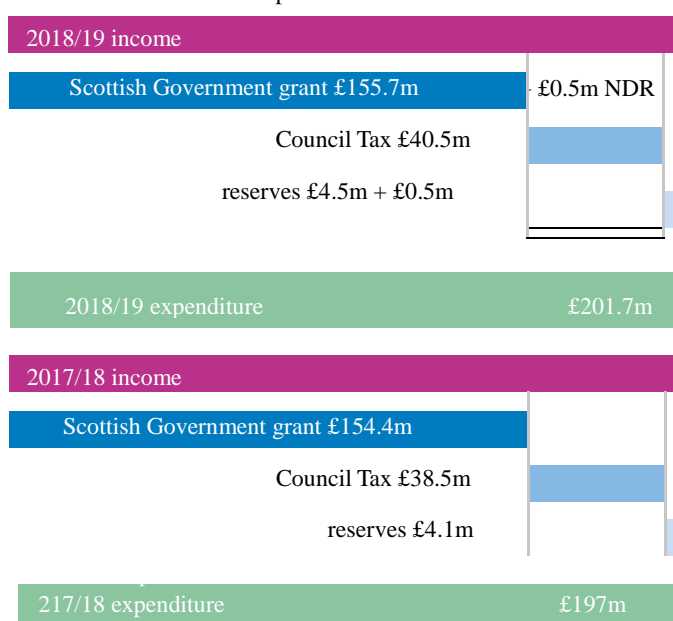 2018/19 income
Scottish Government grant £155.7m £0.5m NDR
Council Tax £40.5m
reserves £4.5m + £0.5m
2018/19 expenditure £201.7m
2017/18 income
Scottish Government grant £154.4m
Council Tax £38.5m
reserves £4.1m
217/18 expenditure £197m